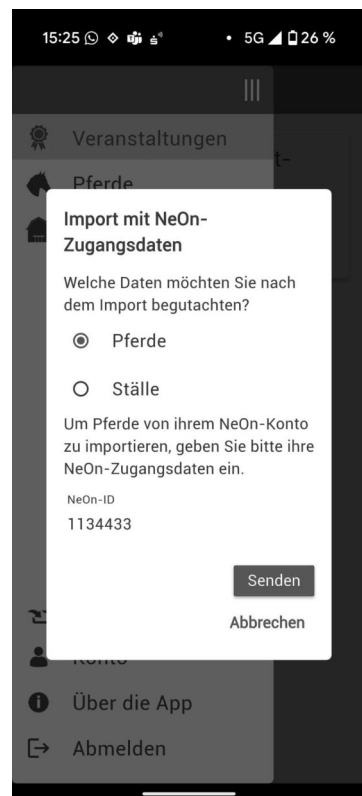 15:25 • 5G 26 %
Veranstaltungen
t-
Pferde
Import mit NeOn-
Zugangsdaten
Welche Daten möchten Sie nach
dem Import begutachten?
Pferde
Ställe
Um Pferde von ihrem NeOn-Konto
zu importieren, geben Sie bitte ihre
NeOn-Zugangsdaten ein.
NeOn-ID
1134433
Senden
Abbrechen
Konto
Über die App
Abmelden